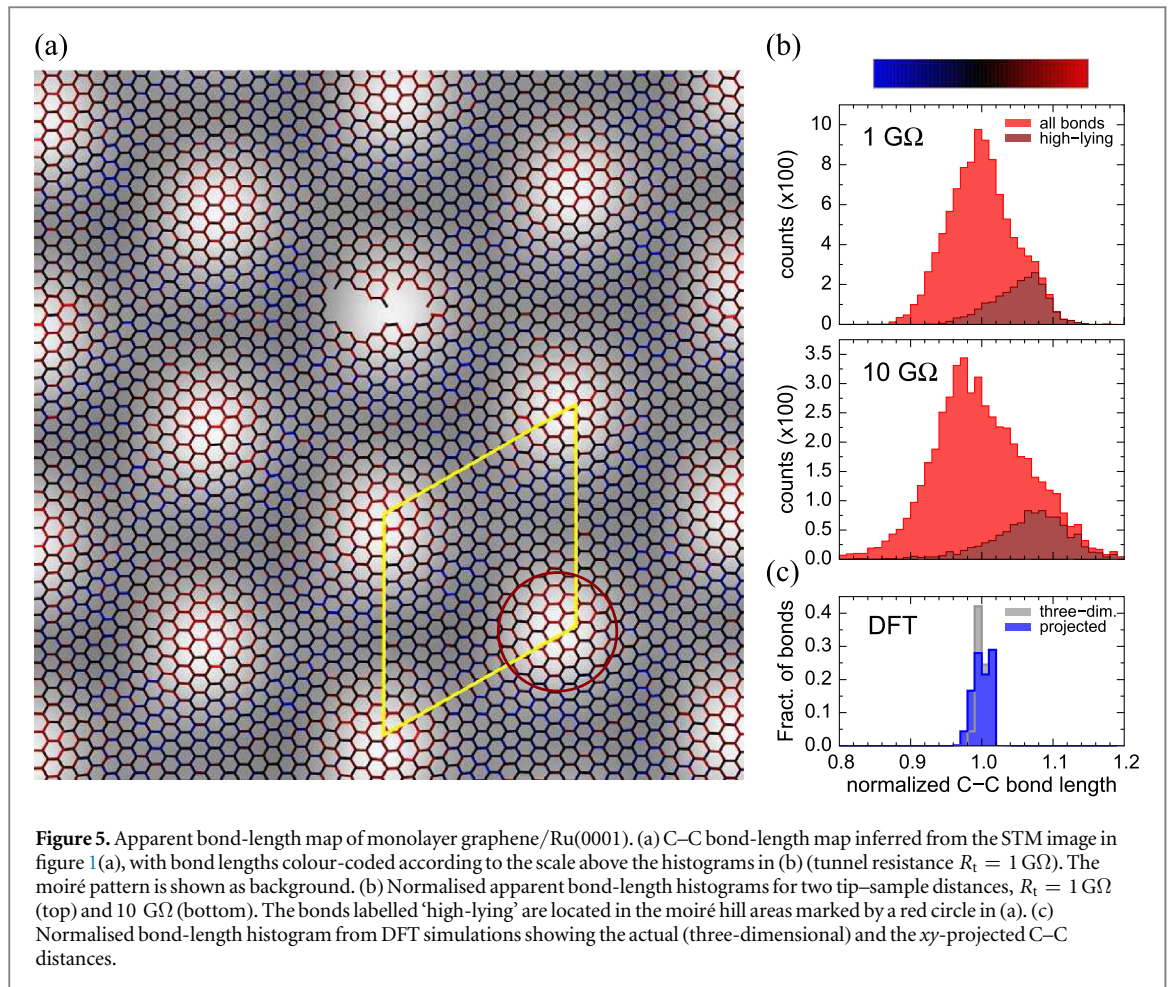 (a)
(b)
1 GΩ
all bonds
high−lying
counts (x100)
10
8
6
4
2
0
10 GΩ
counts (x100)
3.5
3.0
2.5
2.0
1.5
1.0
0.5
0.0
(c)
DFT
three−dim.
projected
Fract. of bonds
0.4
0.3
0.2
0.1
0.0
0.8 0.9 1.0 1.1 1.2
normalized C−C bond length
Figure 5. Apparent bond-length map of monolayer graphene/Ru(0001). (a) C–C bond-length map inferred from the STM image in
figure 1(a), with bond lengths colour-coded according to the scale above the histograms in (b) (tunnel resistance Rt = 1 GΩ). The
moiré pattern is shown as background. (b) Normalised apparent bond-length histograms for two tip–sample distances, Rt = 1 GΩ
(top) and 10 GΩ (bottom). The bonds labelled ‘high-lying’ are located in the moiré hill areas marked by a red circle in (a). (c)
Normalised bond-length histogram from DFT simulations showing the actual (three-dimensional) and the xy-projected C–C
distances.